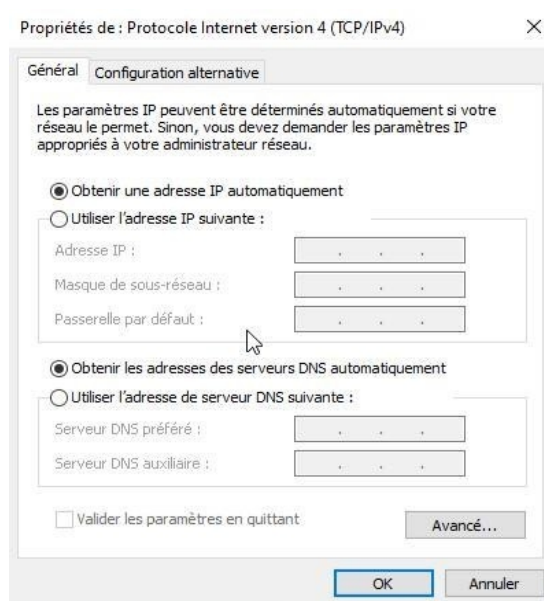 Propriétés de : Protocole Internet version 4 (TCP/IPv4)
Général
Configuration alternative
Les paramètres IP peuvent être déterminés automatiquement si votre
réseau le permet. Sinon, vous devez demander les paramètres IP
appropriés à votre administrateur réseau.
Obtenir une adresse IP automatiquement
Utiliser l'adresse IP suivante :
Adresse IP :
Masque de sous-réseau :
Passerelle par défaut :
Obtenir les adresses des serveurs DNS automatiquement
Utiliser l'adresse de serveur DNS suivante :
Serveur DNS préféré :
Serveur DNS auxiliaire :
Valider les paramètres en quittant
Avancé...
OK
Annuler